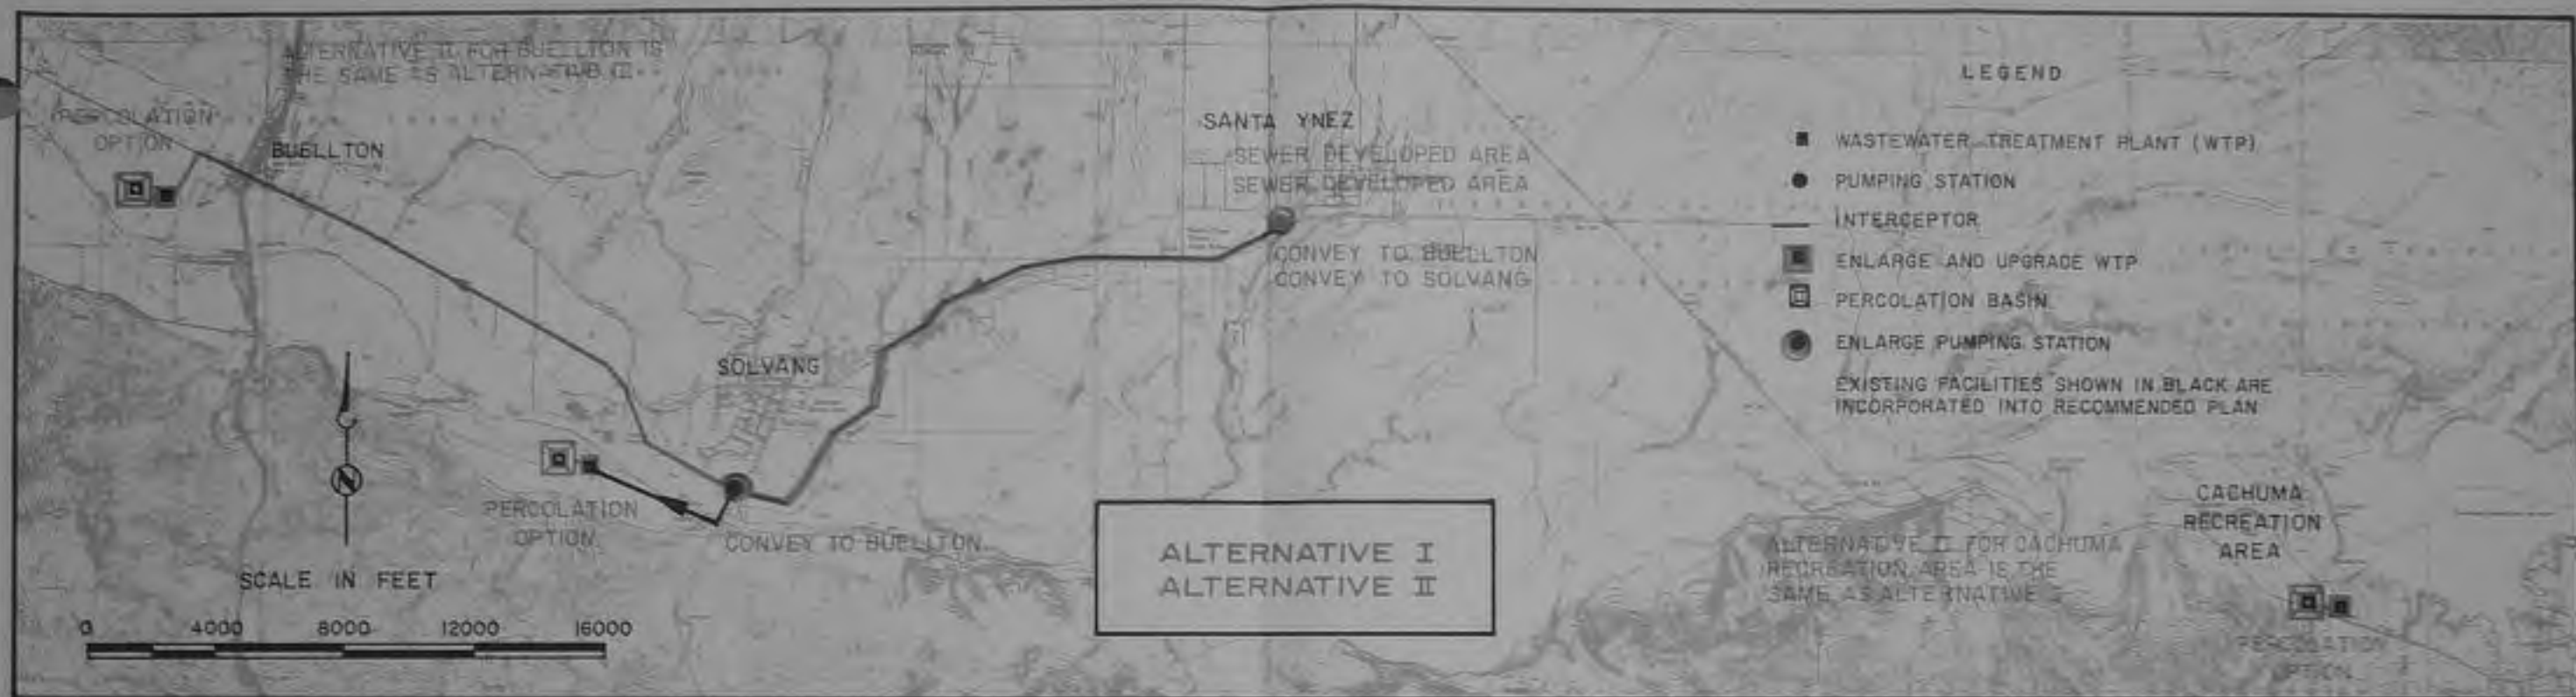 ALTERNATIVE II FOR BUELLTON IS
THE SAME AS ALTERNATIVE
PERCOLATION
OPTION
BUELLTON
SANTA YNEZ
SEWER DEVELOPED AREA
SEWER DEVELOPED AREA
CONVEY TO BUELLTON
CONVEY TO SOLVANG
SOLVANG
PERCOLATION
OPTION
CONVEY TO BUELLTON
N
SCALE IN FEET
0 4000 8000 12000 16000
ALTERNATIVE I
ALTERNATIVE II
LEGEND
WASTEWATER TREATMENT PLANT (WTP)
PUMPING STATION
INTERCEPTOR
ENLARGE AND UPGRADE WTP
PERCOLATION BASIN
ENLARGE PUMPING STATION
EXISTING FACILITIES SHOWN IN BLACK ARE
INCORPORATED INTO RECOMMENDED PLAN
CACHUMA
RECREATION
AREA
ALTERNATIVE II FOR CACHUMA
RECREATION AREA IS THE
SAME AS ALTERNATIVE
PERCOLATION
OPTION